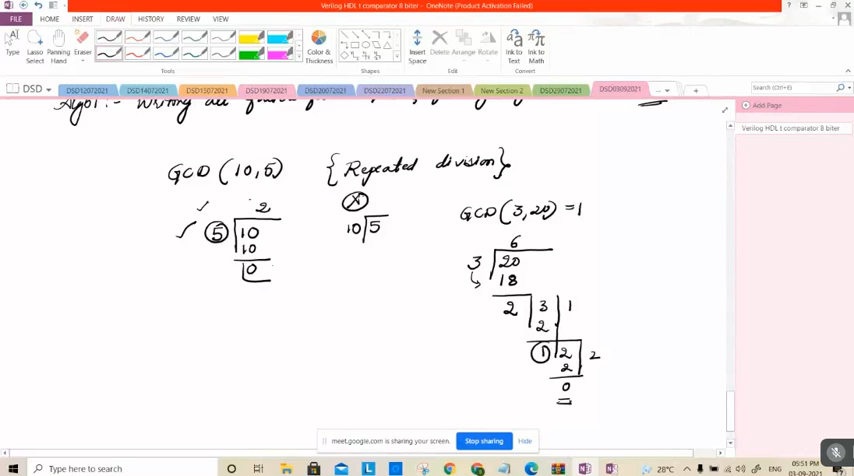 Verilog HDL t comparator 8 biter - OneNote (Product Activation Failed)
FILE HOME INSERT DRAW HISTORY REVIEW VIEW
Type Lasso Select Panning Hand Eraser Color & Thickness Shapes Insert Space Delete Arrange Rotate Ink to Text Ink to Math
Tools Shapes Edit Convert
DSD DSD12072021 DSD14072021 DSD15072021 DSD19072021 DSD20072021 DSD22072021 New Section 1 New Section 2 DSD29072021 DSD03092021 Search (Ctrl+E)
Add Page
Verilog HDL t comparator 8 biter
Writing all
GCD (10,5) {Repeated division}
GCD (3,20) = 1
2
5 10
10
0
X
10 5
6
3 20
18
2 3 1
2
1 2 2
2
0
meet.google.com is sharing your screen. Stop sharing Hide
28°C 05:51 PM
03-09-2021